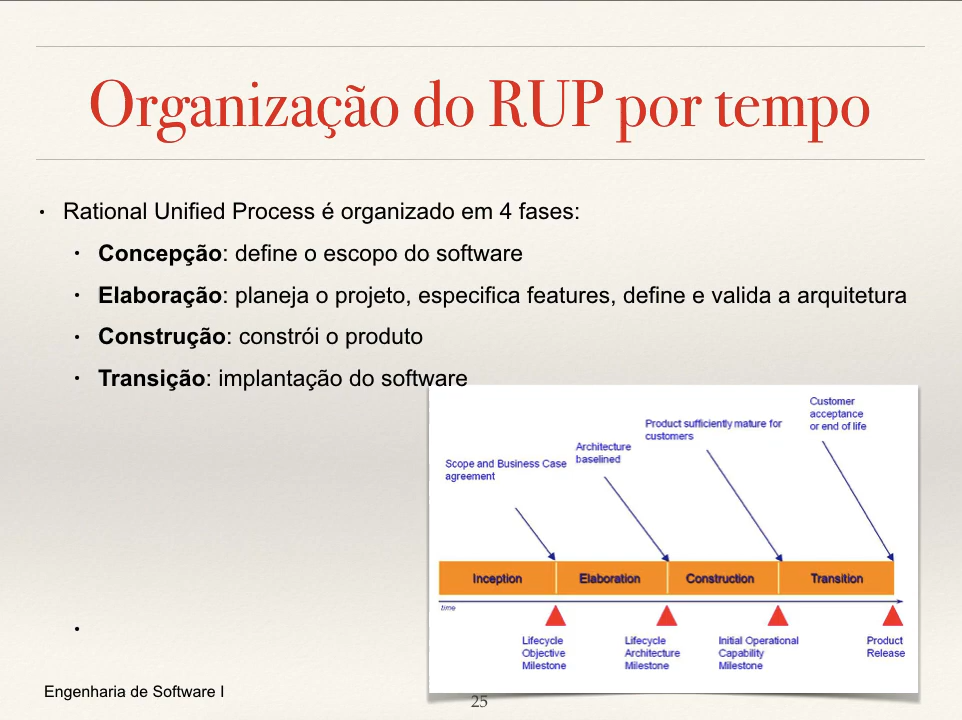 Organização do RUP por tempo
• Rational Unified Process é organizado em 4 fases:
• Concepção: define o escopo do software
• Elaboração: planeja o projeto, especifica features, define e valida a arquitetura
• Construção: constrói o produto
• Transição: implantação do software
Customer
acceptance
or end of life
Product sufficiently mature for
customers
Architecture
baselined
Scope and Business Case
agreement
Inception
Elaboration
Construction
Transition
time
Lifecycle
Objective
Milestone
Lifecycle
Architecture
Milestone
Initial Operational
Capability
Milestone
Product
Release
•
Engenharia de Software I
25